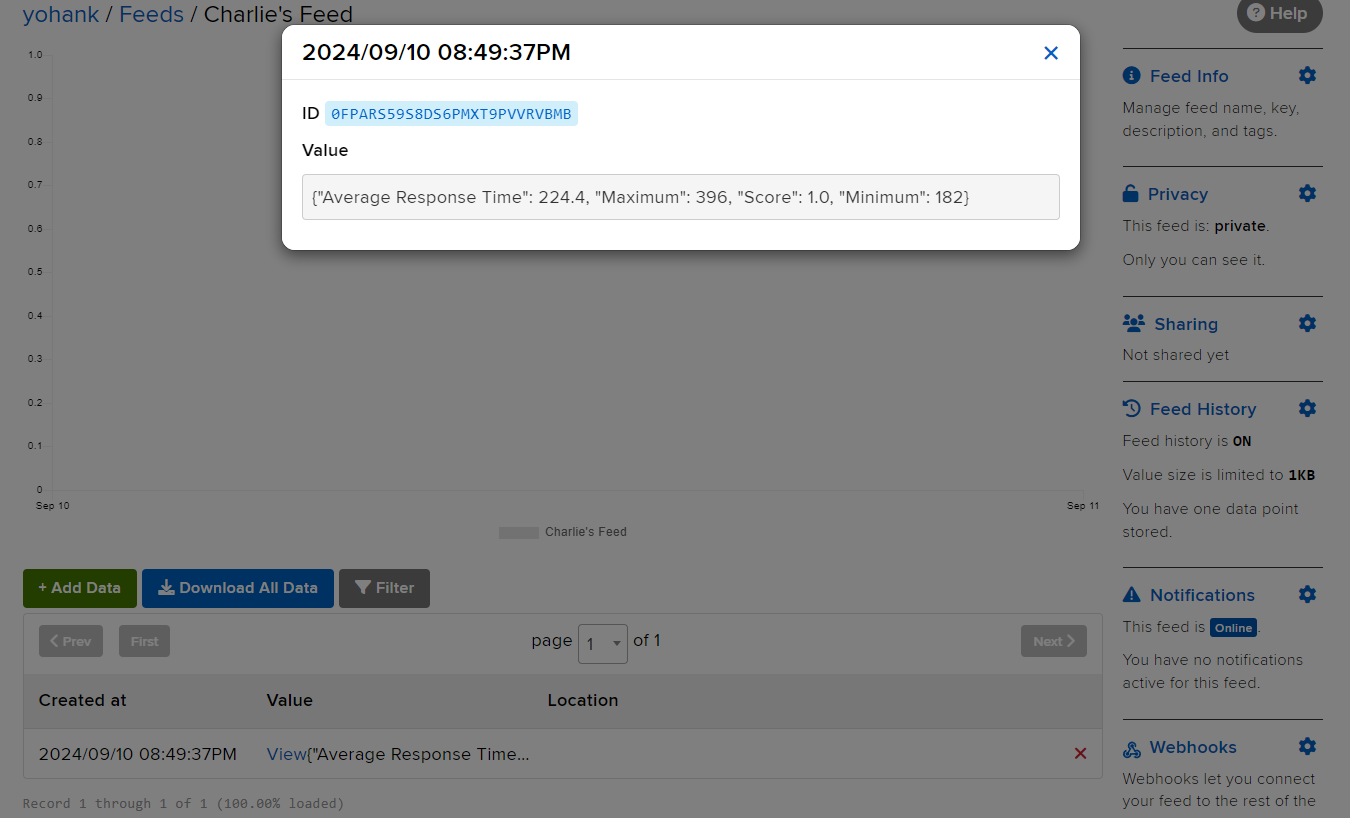 yohank / Feeds / Charlie's Feed
Help
2024/09/10 08:49:37PM
ID 0FPARS59S8DS6PMXT9PVVRVBMB
Value
{"Average Response Time": 224.4, "Maximum": 396, "Score": 1.0, "Minimum": 182}
1.0
0.9
0.8
0.7
0.6
0.5
0.4
0.3
0.2
0.1
0
Sep 10
Sep 11
Charlie's Feed
+ Add Data
Download All Data
Filter
Prev
First
page 1 of 1
Next
Created at Value Location
2024/09/10 08:49:37PM View{"Average Response Time...
Record 1 through 1 of 1 (100.00% loaded)
Feed Info
Manage feed name, key,
description, and tags.
Privacy
This feed is: private.
Only you can see it.
Sharing
Not shared yet
Feed History
Feed history is ON
Value size is limited to 1KB
You have one data point
stored.
Notifications
This feed is Online.
You have no notifications
active for this feed.
Webhooks
Webhooks let you connect
your feed to the rest of the